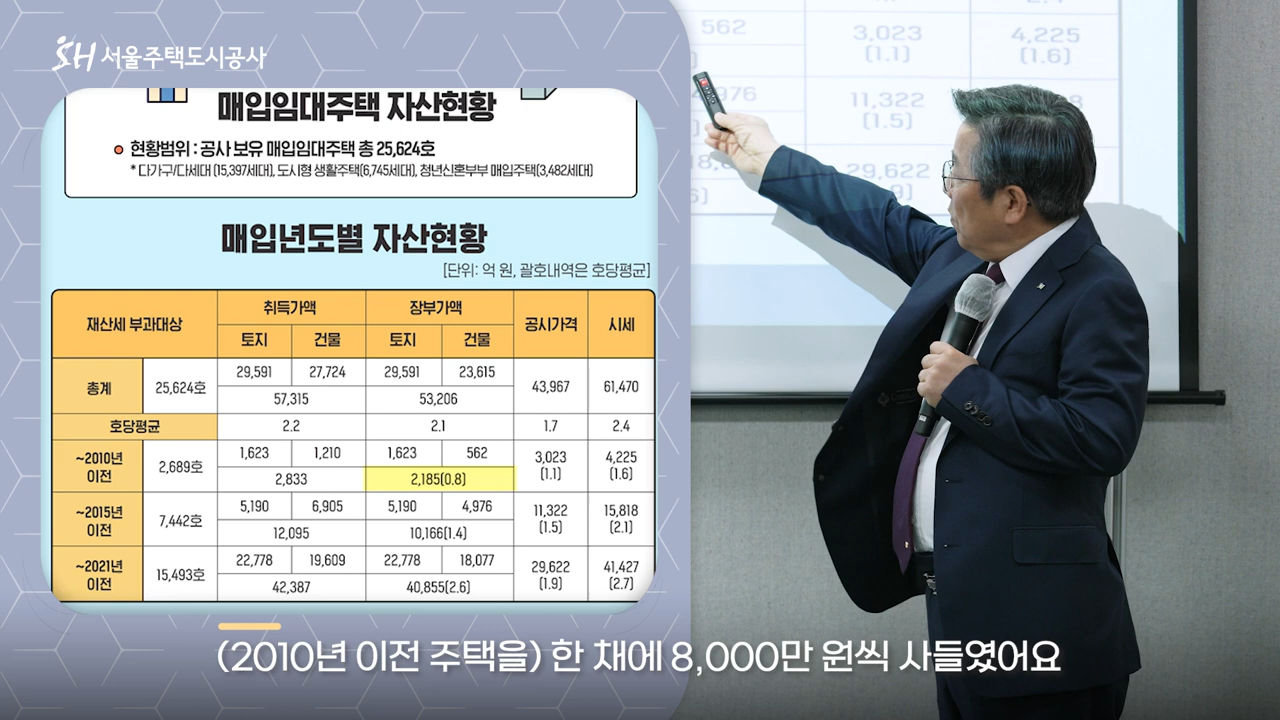 SH 서울주택도시공사
매입임대주택 자산현황
현황범위 : 공사 보유 매입임대주택 총 25,624호
* 다가구/다세대 (15,397세대), 도시형 생활주택(6,745세대), 청년신혼부부 매입주택(3,482세대)
매입년도별 자산현황
[단위: 억 원, 괄호내역은 호당평균]
재산세 부과대상 취득가액 장부가액 공시가격 시세
토지 건물 토지 건물
총계 25,624호 29,591 27,724 29,591 23,615 43,967 61,470
57,315 53,206
호당평균 2.2 2.1 1.7 2.4
~2010년 이전 2,689호 1,623 1,210 1,623 562 3,023 (1.1) 4,225 (1.6)
2,833 2,185(0.8)
~2015년 이전 7,442호 5,190 6,905 5,190 4,976 11,322 (1.5) 15,818 (2.1)
12,095 10,166(1.4)
~2021년 이전 15,493호 22,778 19,609 22,778 18,077 29,622 (1.9) 41,427 (2.7)
42,387 40,855(2.6)
562 3,023 4,225
(1.1) (1.6)
11,322
(1.5)
29,622
(2010년 이전 주택을) 한 채에 8,000만 원씩 사들였어요